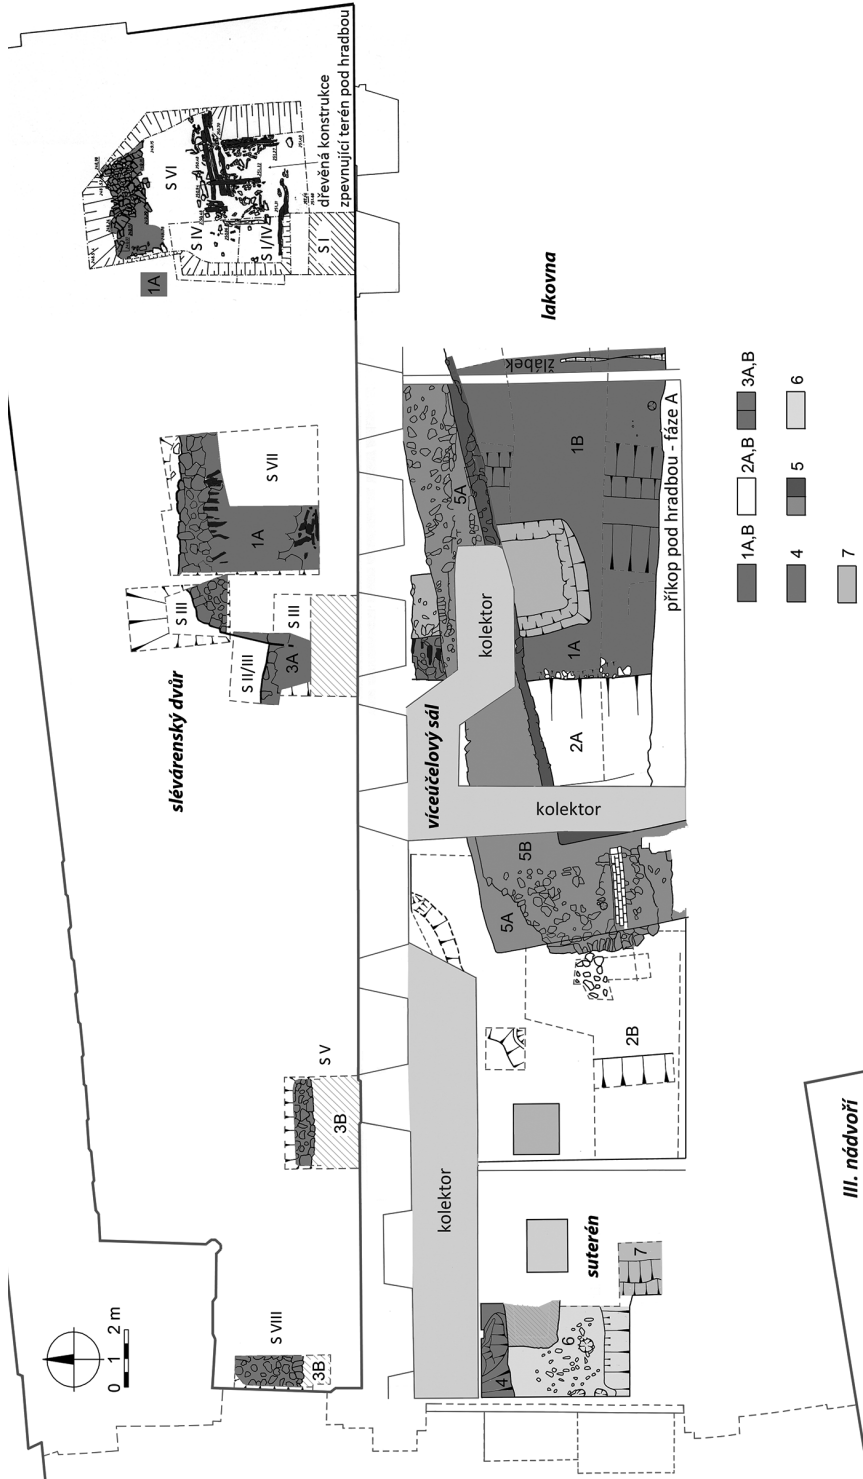 dřevěná konstrukce
zpevnující terén pod hradbou
S VI
S IV
S I/IV
S I
1A
lakovna
žlábek
S VII
1A
S III
S III
S II/III
3A
slévárenský dvůr
5A
1B
příkop pod hradbou - fáze A
kolektor
1A
2A
víceúčelový sál
kolektor
5B
5A
2B
S V
3B
kolektor
suterén
7
6
4
S VIII
3B
0 1 2 m
III. nádvoří
1A,B
2A,B
3A,B
4
5
6
7